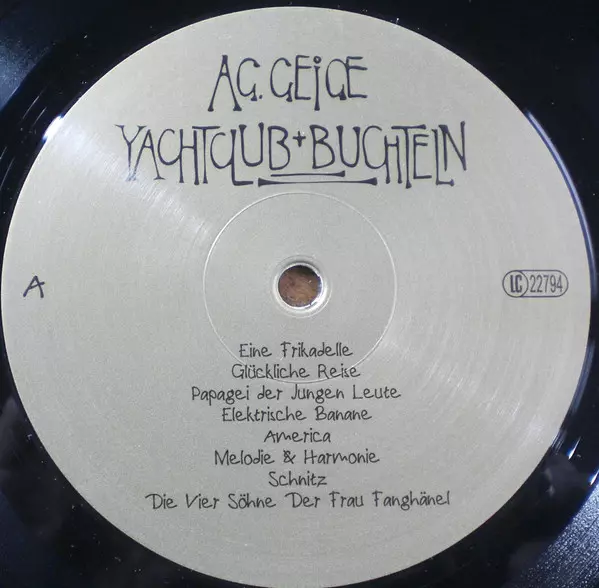 AG. GEIGE
YACHTCLUB + BUCHTELN
A
LC 22794
Eine Frikadelle
Glückliche Reise
Papagei der Jungen Leute
Elektrische Banane
America
Melodie & Harmonie
Schnitz
Die Vier Söhne Der Frau Fanghänel